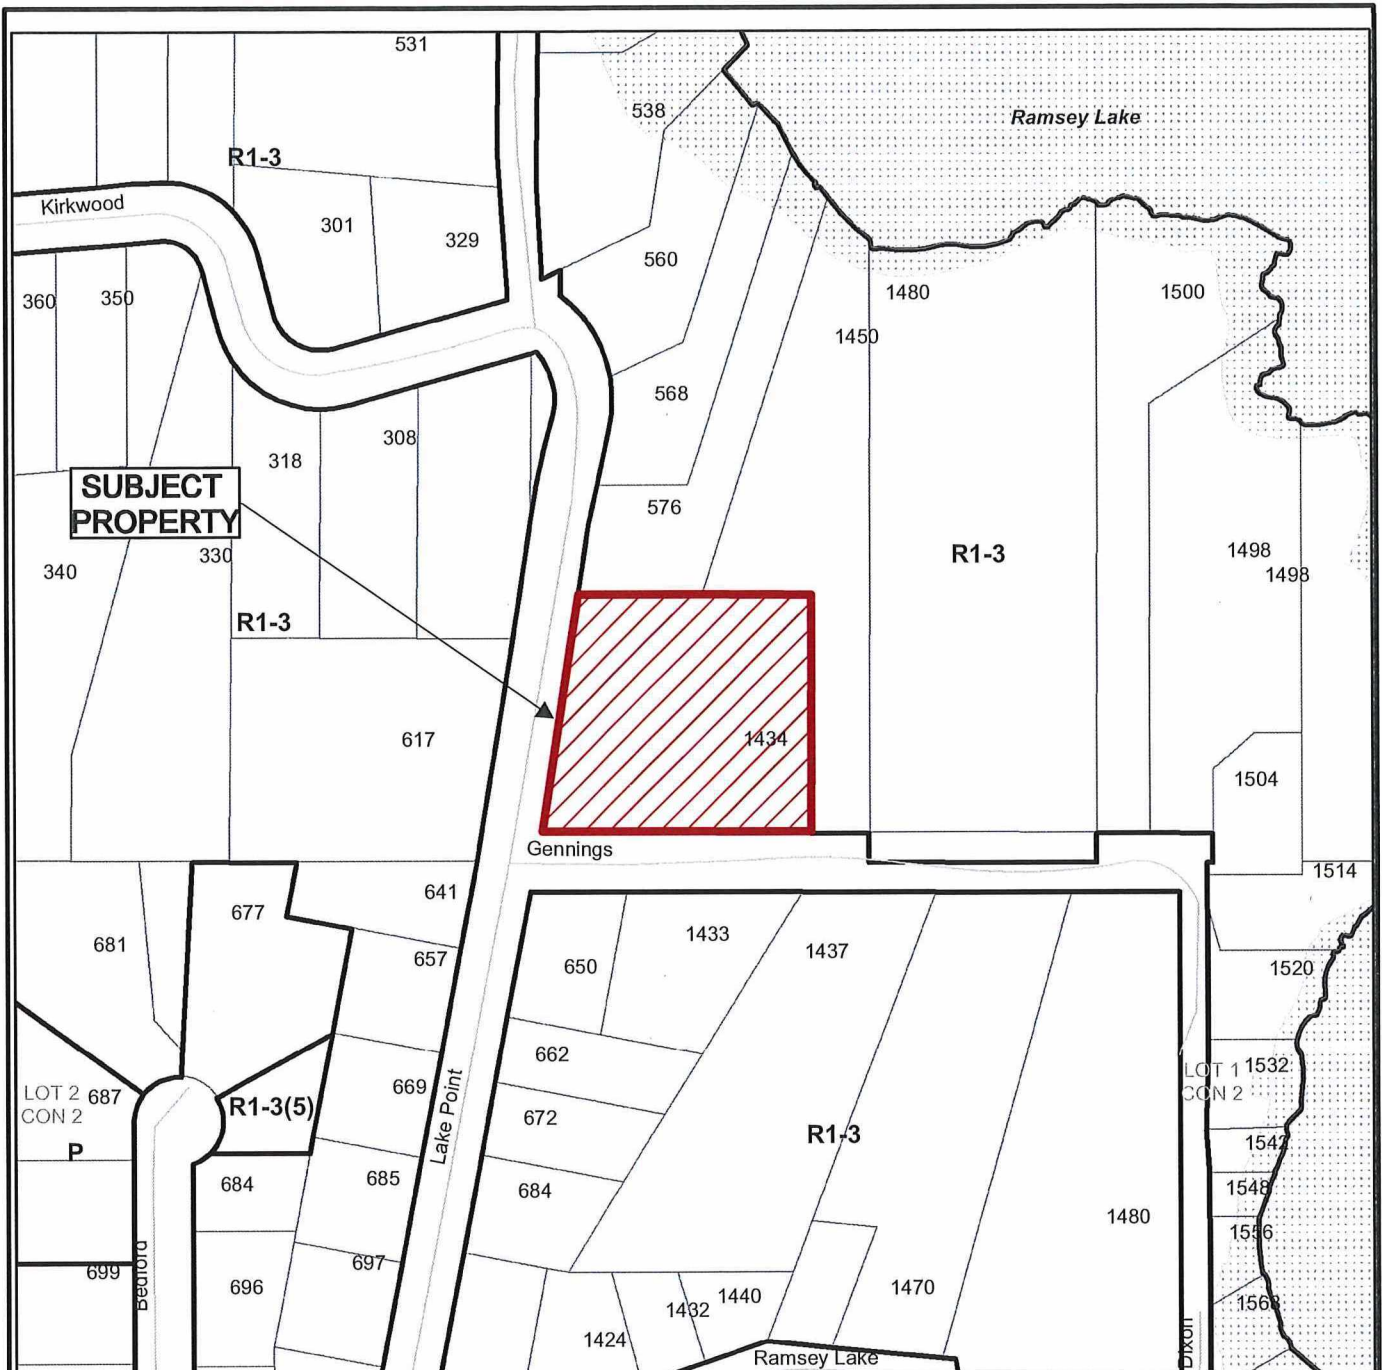 531
538
Ramsey Lake
R1-3
Kirkwood
301
329
560
360
350
1480
1500
1450
568
308
318
SUBJECT
PROPERTY
576
330
340
R1-3
1498
1498
R1-3
617
1434
1504
Gennings
1514
641
677
681
657
650
1433
1437
1520
662
LOT 1
CON 2
1532
LOT 2
CON 2
687
669
R1-3(5)
672
Lake Point
R1-3
1542
P
684
685
684
1548
1480
1556
697
699
Bedford
696
1470
1440
1432
1568
1424
Ramsey Lake
Dixon